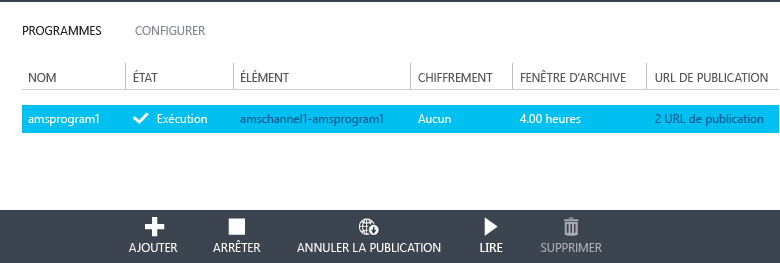 PROGRAMMES CONFIGURER
NOM ÉTAT ÉLÉMENT CHIFFREMENT FENÊTRE D'ARCHIVE URL DE PUBLICATION
amsprogram1 Exécution amschannel1-amsprogram1 Aucun 4.00 heures 2 URL de publication
AJOUTER ARRÊTER ANNULER LA PUBLICATION LIRE SUPPRIMER